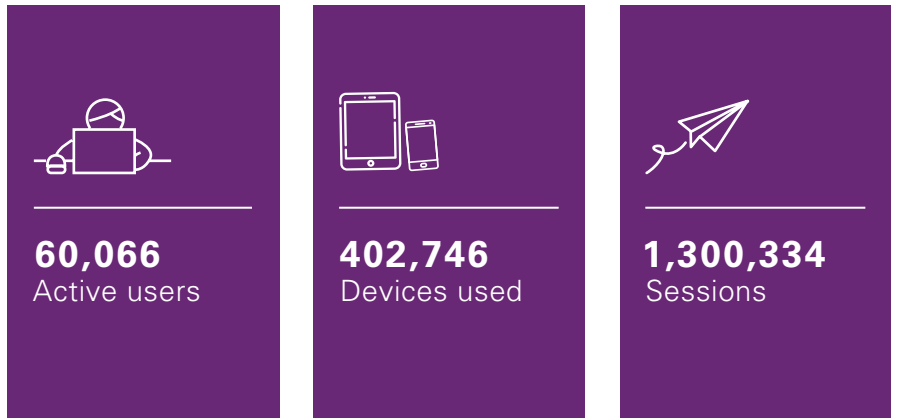 60,066
Active users
402,746
Devices used
1,300,334
Sessions